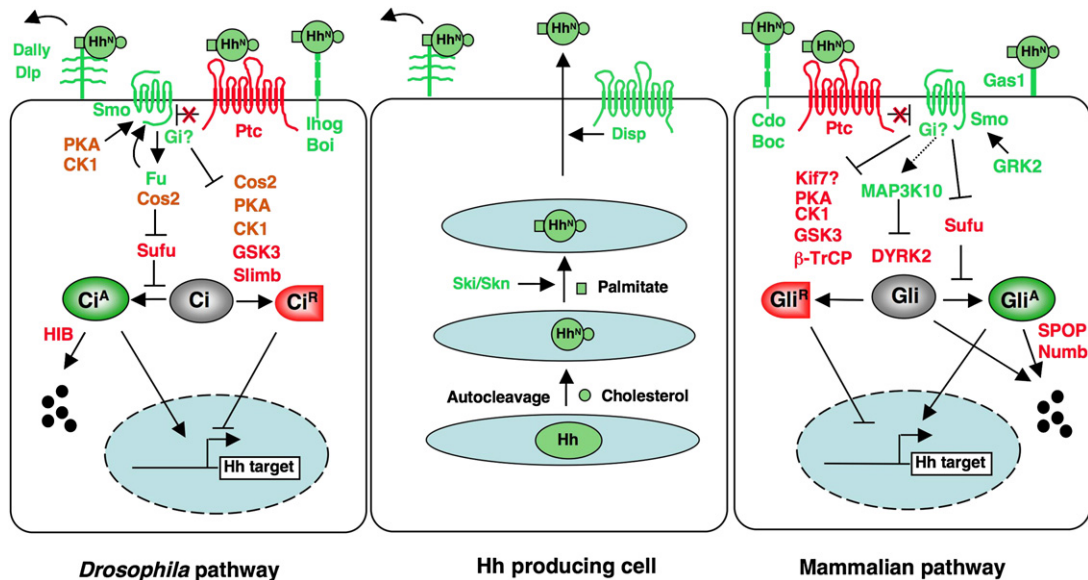 Hh^N
Dally
Dlp
Smo
PKA
CK1
Gi?
Hh^N
Ptc
Hh^N
Ihog
Boi
Fu
Cos2
Sufu
Cos2
PKA
CK1
GSK3
Slimb
Ci^A
Ci
Ci^R
HIB
Hh target
Drosophila pathway
Hh^N
Hh^N
Disp
Hh^N
Ski/Skn
Palmitate
Hh^N
Autocleavage
Cholesterol
Hh
Hh producing cell
Hh^N
Cdo
Boc
Hh^N
Ptc
Gi?
Smo
Hh^N
Gas1
GRK2
Kif7?
PKA
CK1
GSK3
β-TrCP
MAP3K10
DYRK2
Sufu
Gli^R
Gli
Gli^A
SPOP
Numb
Hh target
Mammalian pathway